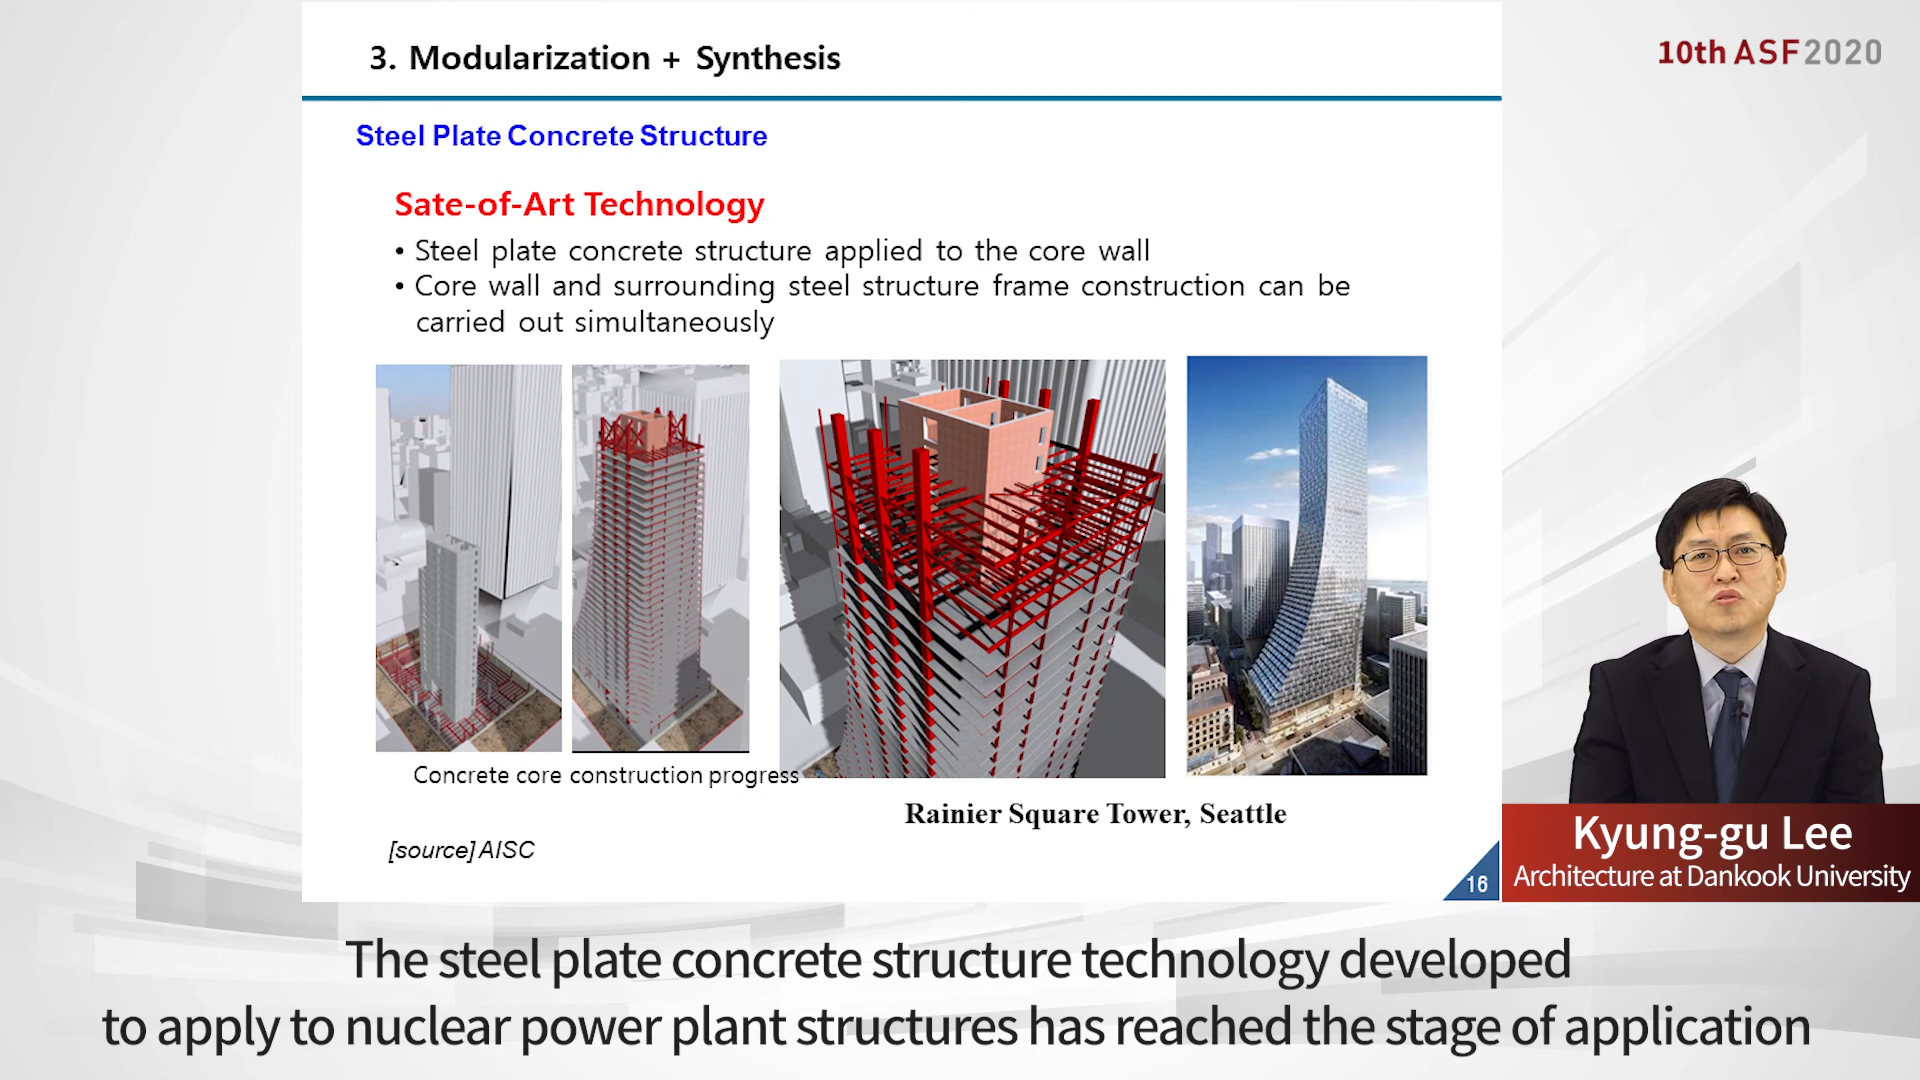 3. Modularization + Synthesis
10th ASF2020
Steel Plate Concrete Structure
Sate-of-Art Technology
• Steel plate concrete structure applied to the core wall
• Core wall and surrounding steel structure frame construction can be
carried out simultaneously
Concrete core construction progress
Rainier Square Tower, Seattle
[source] AISC
16
Kyung-gu Lee
Architecture at Dankook University
The steel plate concrete structure technology developed
to apply to nuclear power plant structures has reached the stage of application